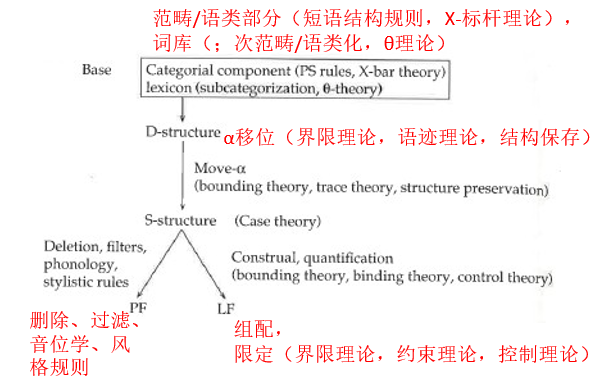 范畴/语类部分（短语结构规则，X-标杆理论），
词库（；次范畴/语类化，θ理论）
Base
Categorial component (PS rules, X-bar theory)
lexicon (subcategorization, θ-theory)
D-structure
α移位（界限理论，语迹理论，结构保存）
Move-α
(bounding theory, trace theory, structure preservation)
S-structure (Case theory)
Deletion, filters,
phonology,
stylistic rules
Construal, quantification
(bounding theory, binding theory, control theory)
PF
LF
删除、过滤、
音位学、风
格规则
组配，
限定（界限理论，约束理论，控制理论）